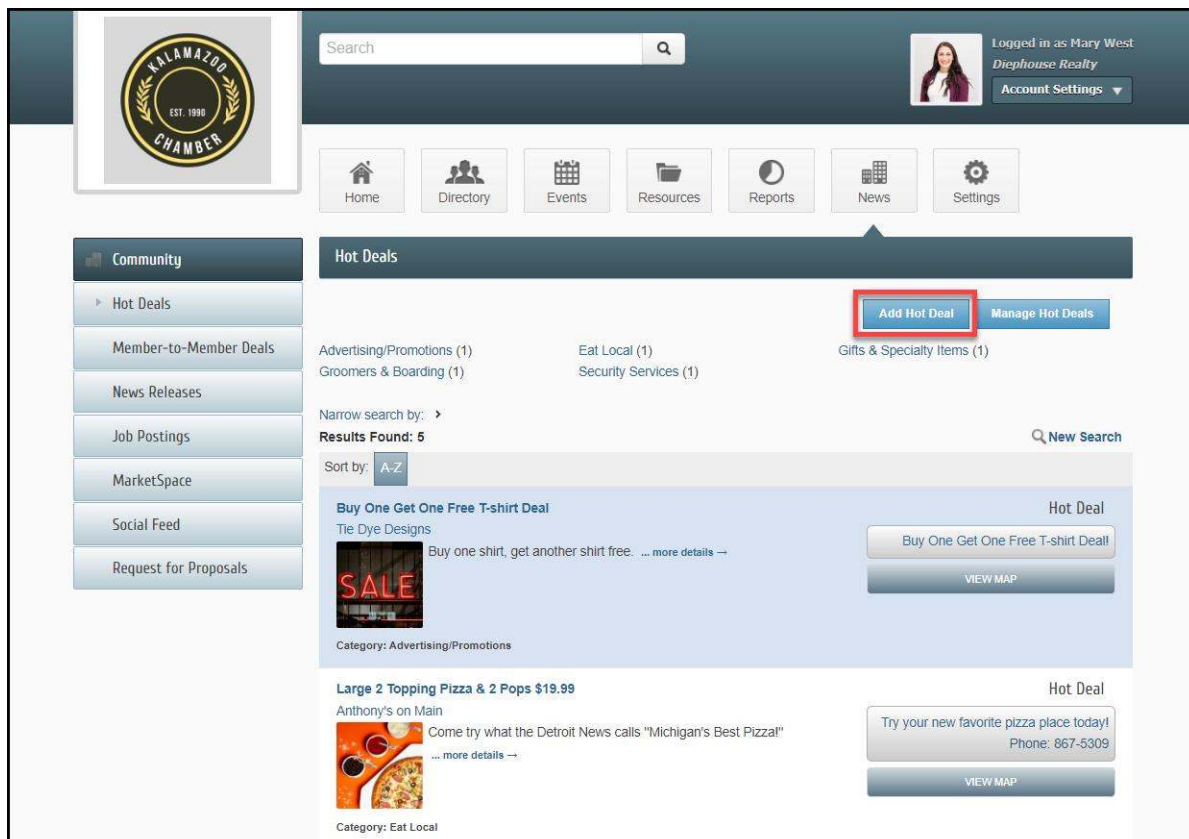 KALAMAZOO
EST. 1990
CHAMBER
Search
Logged in as Mary West
Diephouse Realty
Account Settings
Home
Directory
Events
Resources
Reports
News
Settings
Community
Hot Deals
Member-to-Member Deals
News Releases
Job Postings
MarketSpace
Social Feed
Request for Proposals
Hot Deals
Add Hot Deal
Manage Hot Deals
Advertising/Promotions (1)
Eat Local (1)
Gifts & Specialty Items (1)
Groomers & Boarding (1)
Security Services (1)
Narrow search by:
Results Found: 5
New Search
Sort by: A-Z
Buy One Get One Free T-shirt Deal
Tie Dye Designs
SALE
Buy one shirt, get another shirt free. ... more details →
Category: Advertising/Promotions
Hot Deal
Buy One Get One Free T-shirt Deal!
VIEW MAP
Large 2 Topping Pizza & 2 Pops $19.99
Anthony's on Main
Come try what the Detroit News calls "Michigan's Best Pizza!"
... more details →
Category: Eat Local
Hot Deal
Try your new favorite pizza place today!
Phone: 867-5309
VIEW MAP